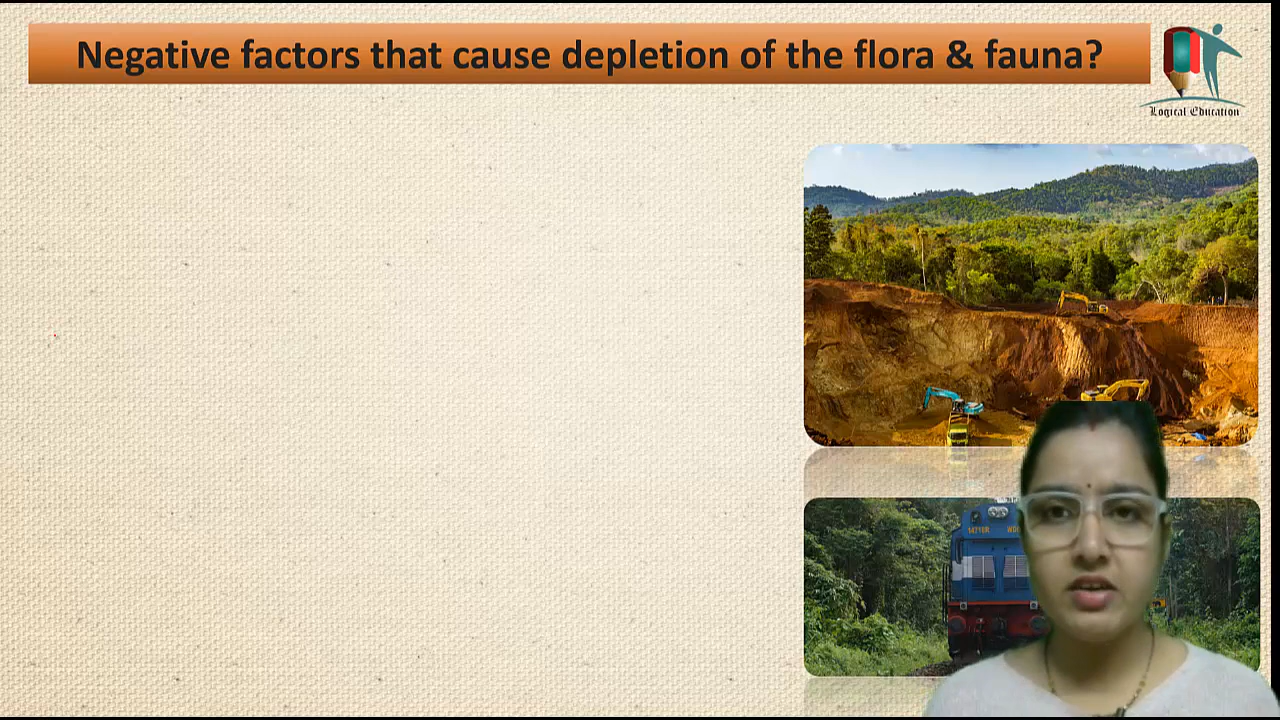 Negative factors that cause depletion of the flora & fauna?
Logical Education